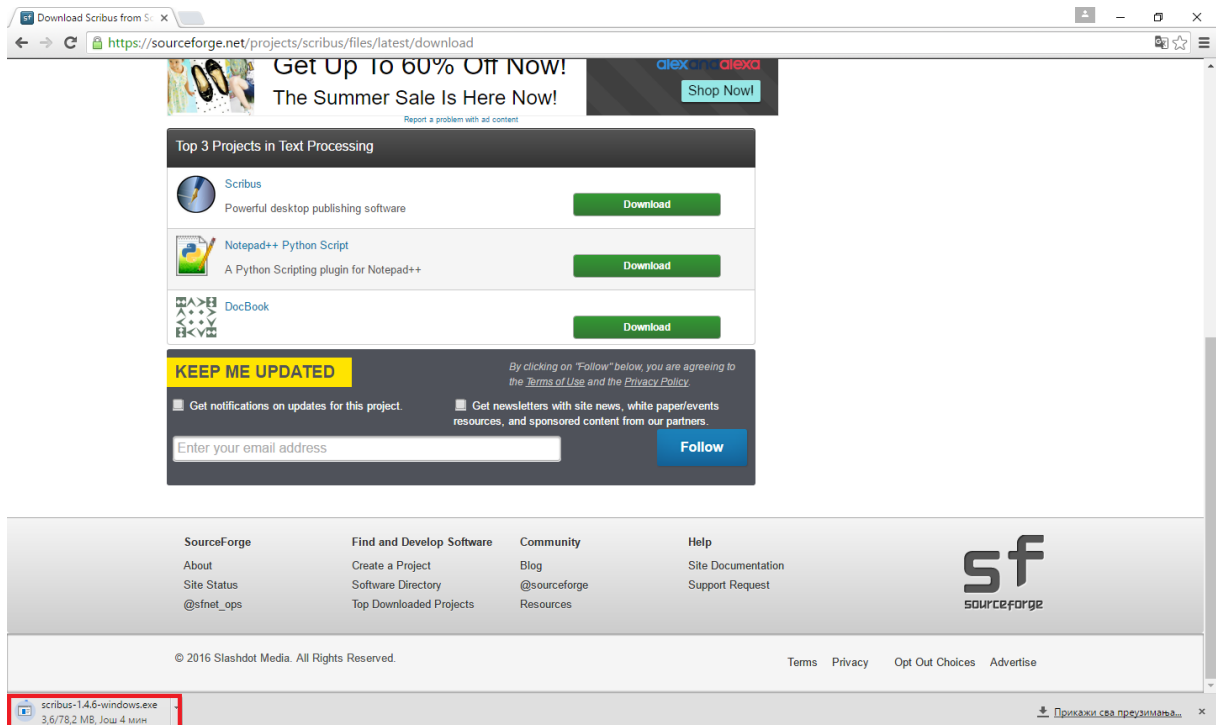 Download Scribus from Sc
https://sourceforge.net/projects/scribus/files/latest/download
Get Up To 60% Off Now!
The Summer Sale Is Here Now!
alexandalexa
Shop Now!
Report a problem with ad content
Top 3 Projects in Text Processing
Scribus
Powerful desktop publishing software
Download
Notepad++ Python Script
A Python Scripting plugin for Notepad++
Download
DocBook
Download
KEEP ME UPDATED
By clicking on "Follow" below, you are agreeing to
the Terms of Use and the Privacy Policy.
Get notifications on updates for this project.
Get newsletters with site news, white paper/events
resources, and sponsored content from our partners.
Enter your email address
Follow
SourceForge
About
Site Status
@sfnet_ops
Find and Develop Software
Create a Project
Software Directory
Top Downloaded Projects
Community
Blog
@sourceforge
Resources
Help
Site Documentation
Support Request
sf
sourceforge
© 2016 Slashdot Media. All Rights Reserved.
Terms Privacy Opt Out Choices Advertise
scribus-1.4.6-windows.exe
3,6/78,2 MB, Још 4 мин
Прикажи сва преузимања...